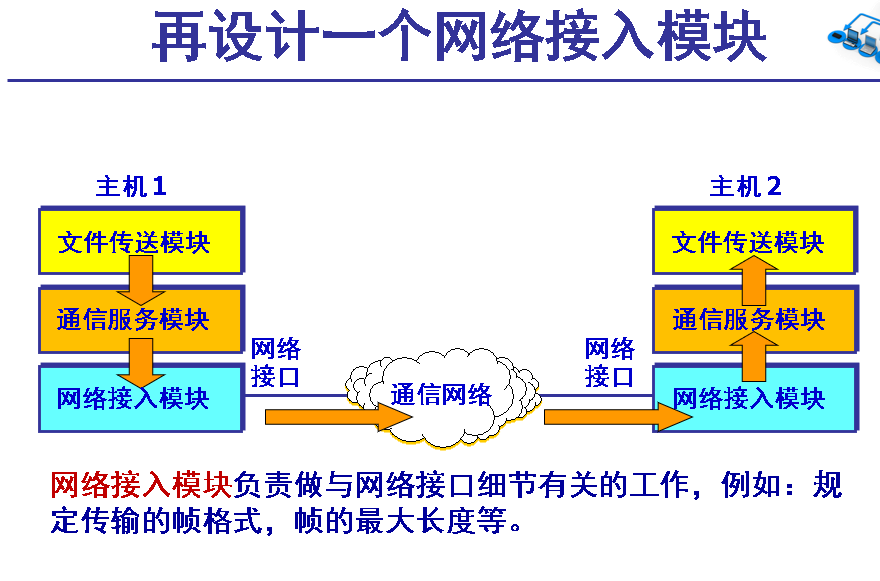 再设计一个网络接入模块
主机 1
主机 2
文件传送模块
文件传送模块
通信服务模块
通信服务模块
网络
接口
网络
接口
通信网络
网络接入模块
网络接入模块
网络接入模块负责做与网络接口细节有关的工作，例如：规
定传输的帧格式，帧的最大长度等。